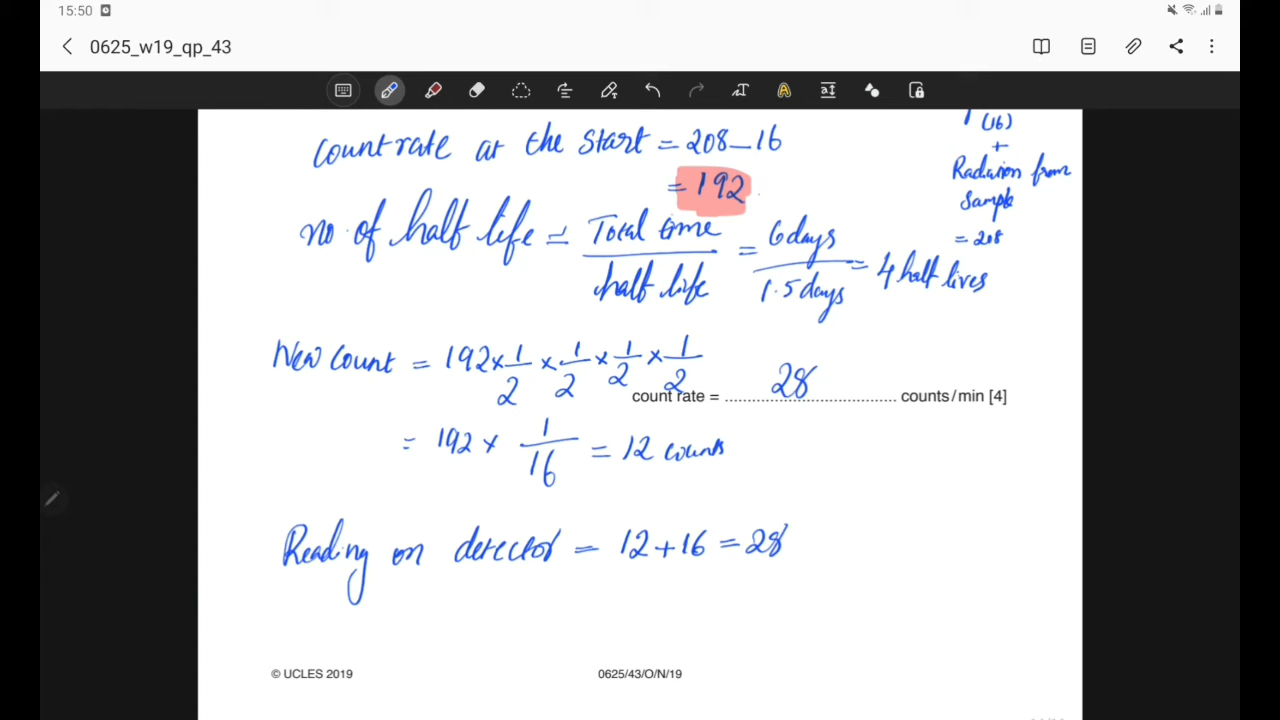 15:50
0625_w19_qp_43
(16)
+
Radiation from
sample
= 208
count rate at the start = 208 - 16
= 192
no. of half life = Total time / half life = 6 days / 1.5 days = 4 half lives
New count = 192 × 1/2 × 1/2 × 1/2 × 1/2
count rate = ........ 28 ........ counts / min [4]
= 192 × 1/16 = 12 counts
Reading on detector = 12 + 16 = 28
© UCLES 2019
0625/43/O/N/19